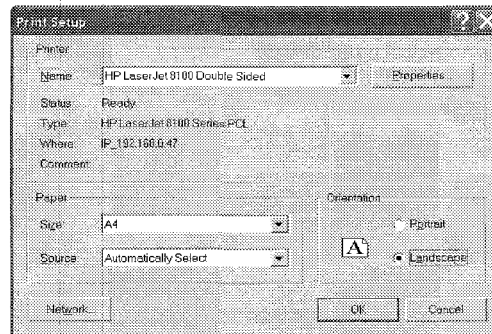 Print Setup
Printer
Name: HP LaserJet 8100 Double Sided Properties...
Status: Ready
Type: HP LaserJet 8100 Series PCL
Where: IP_192.168.0.47
Comment:
Paper
Size: A4
Source: Automatically Select
Orientation
A
Portrait
Landscape
Network... OK Cancel